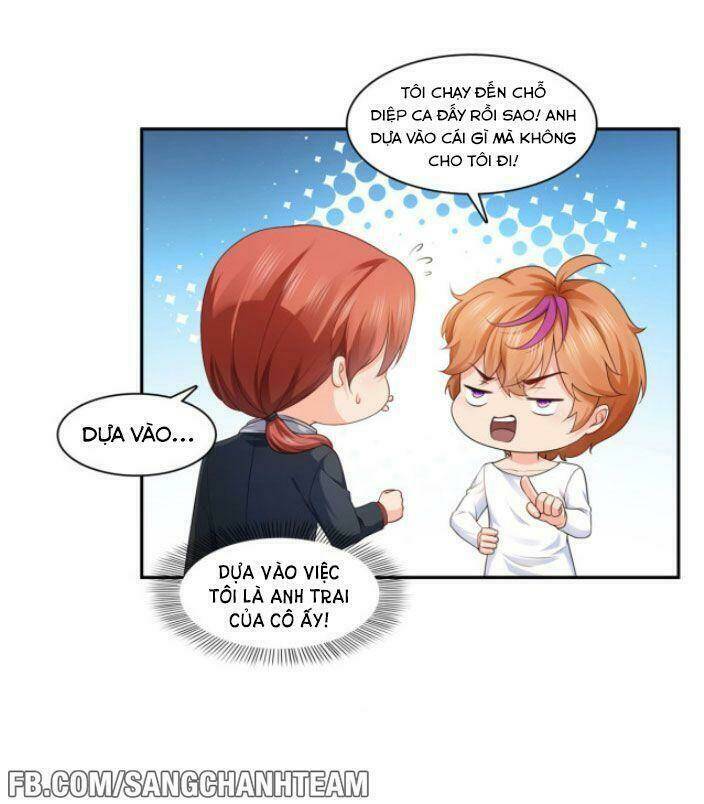 TÔI CHẠY ĐẾN CHỖ
DIỆP CA ĐẤY RỒI SAO! ANH
DỰA VÀO CÁI GÌ MÀ KHÔNG
CHO TÔI ĐI!
DỰA VÀO...
DỰA VÀO VIỆC
TÔI LÀ ANH TRAI
CỦA CÔ ẤY!
FB.COM/SANGCHANHTEAM